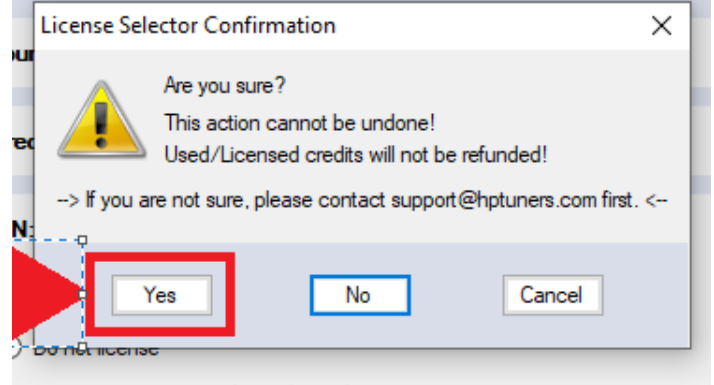 License Selector Confirmation
Are you sure?
This action cannot be undone!
Used/Licensed credits will not be refunded!
--> If you are not sure, please contact support@hptuners.com first. <--
N:
Yes
No
Cancel
Do not license